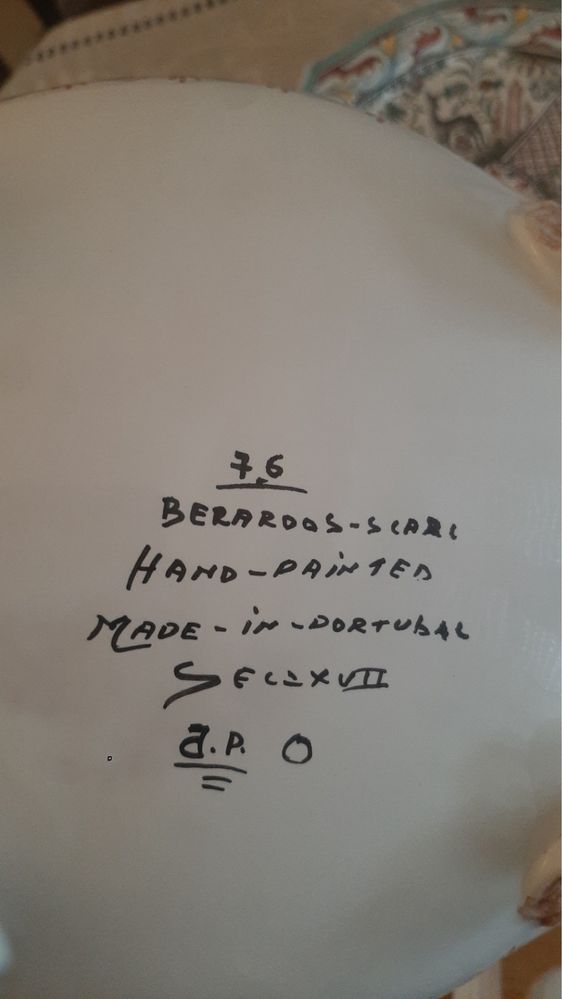 76
BERARDOS-SCARL
HAND-PAINTED
MADE-IN-PORTUGAL
SEC=XVII
a.P. O